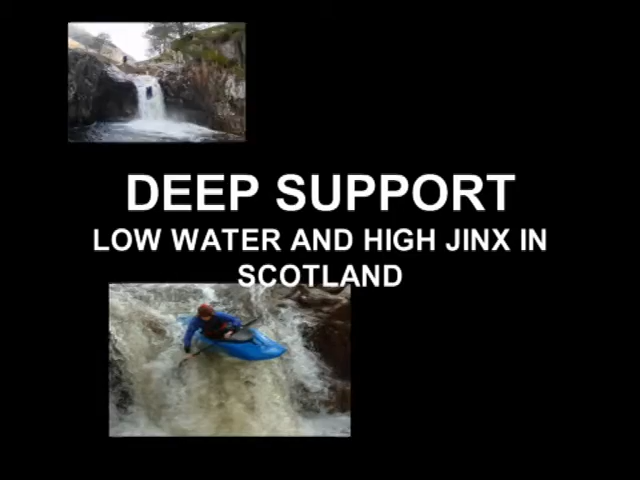 DEEP SUPPORT
LOW WATER AND HIGH JINX IN
SCOTLAND